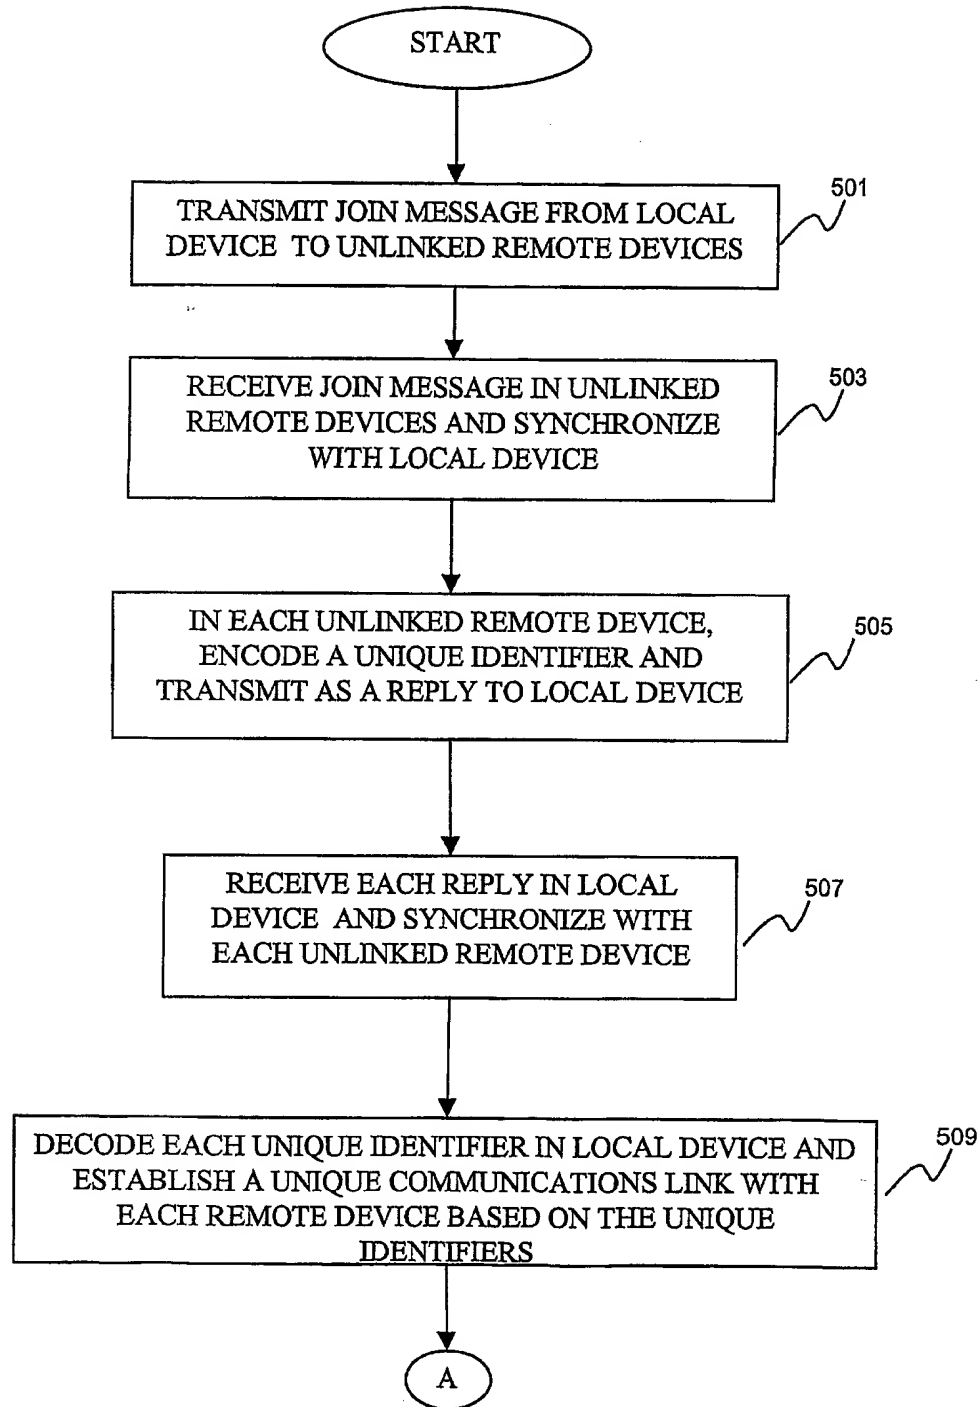 START
501
TRANSMIT JOIN MESSAGE FROM LOCAL
DEVICE TO UNLINKED REMOTE DEVICES
503
RECEIVE JOIN MESSAGE IN UNLINKED
REMOTE DEVICES AND SYNCHRONIZE
WITH LOCAL DEVICE
505
IN EACH UNLINKED REMOTE DEVICE,
ENCODE A UNIQUE IDENTIFIER AND
TRANSMIT AS A REPLY TO LOCAL DEVICE
507
RECEIVE EACH REPLY IN LOCAL
DEVICE AND SYNCHRONIZE WITH
EACH UNLINKED REMOTE DEVICE
509
DECODE EACH UNIQUE IDENTIFIER IN LOCAL DEVICE AND
ESTABLISH A UNIQUE COMMUNICATIONS LINK WITH
EACH REMOTE DEVICE BASED ON THE UNIQUE
IDENTIFIERS
A